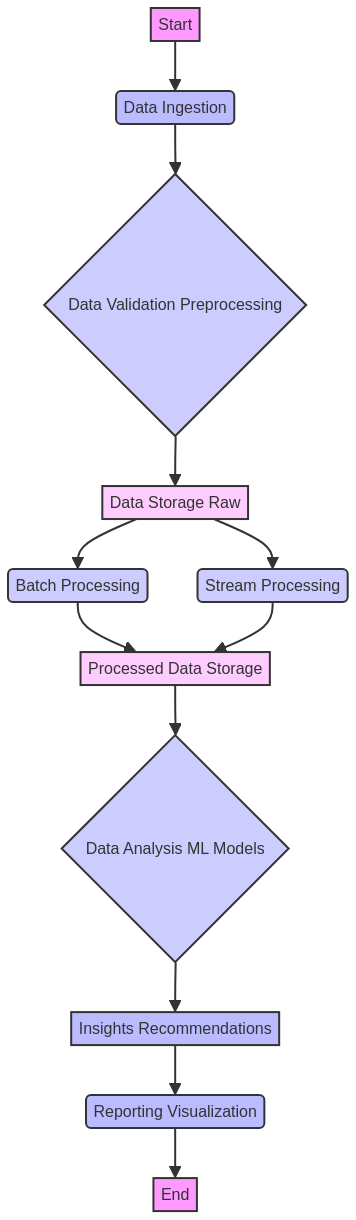 Start
Data Ingestion
Data Validation Preprocessing
Data Storage Raw
Batch Processing
Stream Processing
Processed Data Storage
Data Analysis ML Models
Insights Recommendations
Reporting Visualization
End